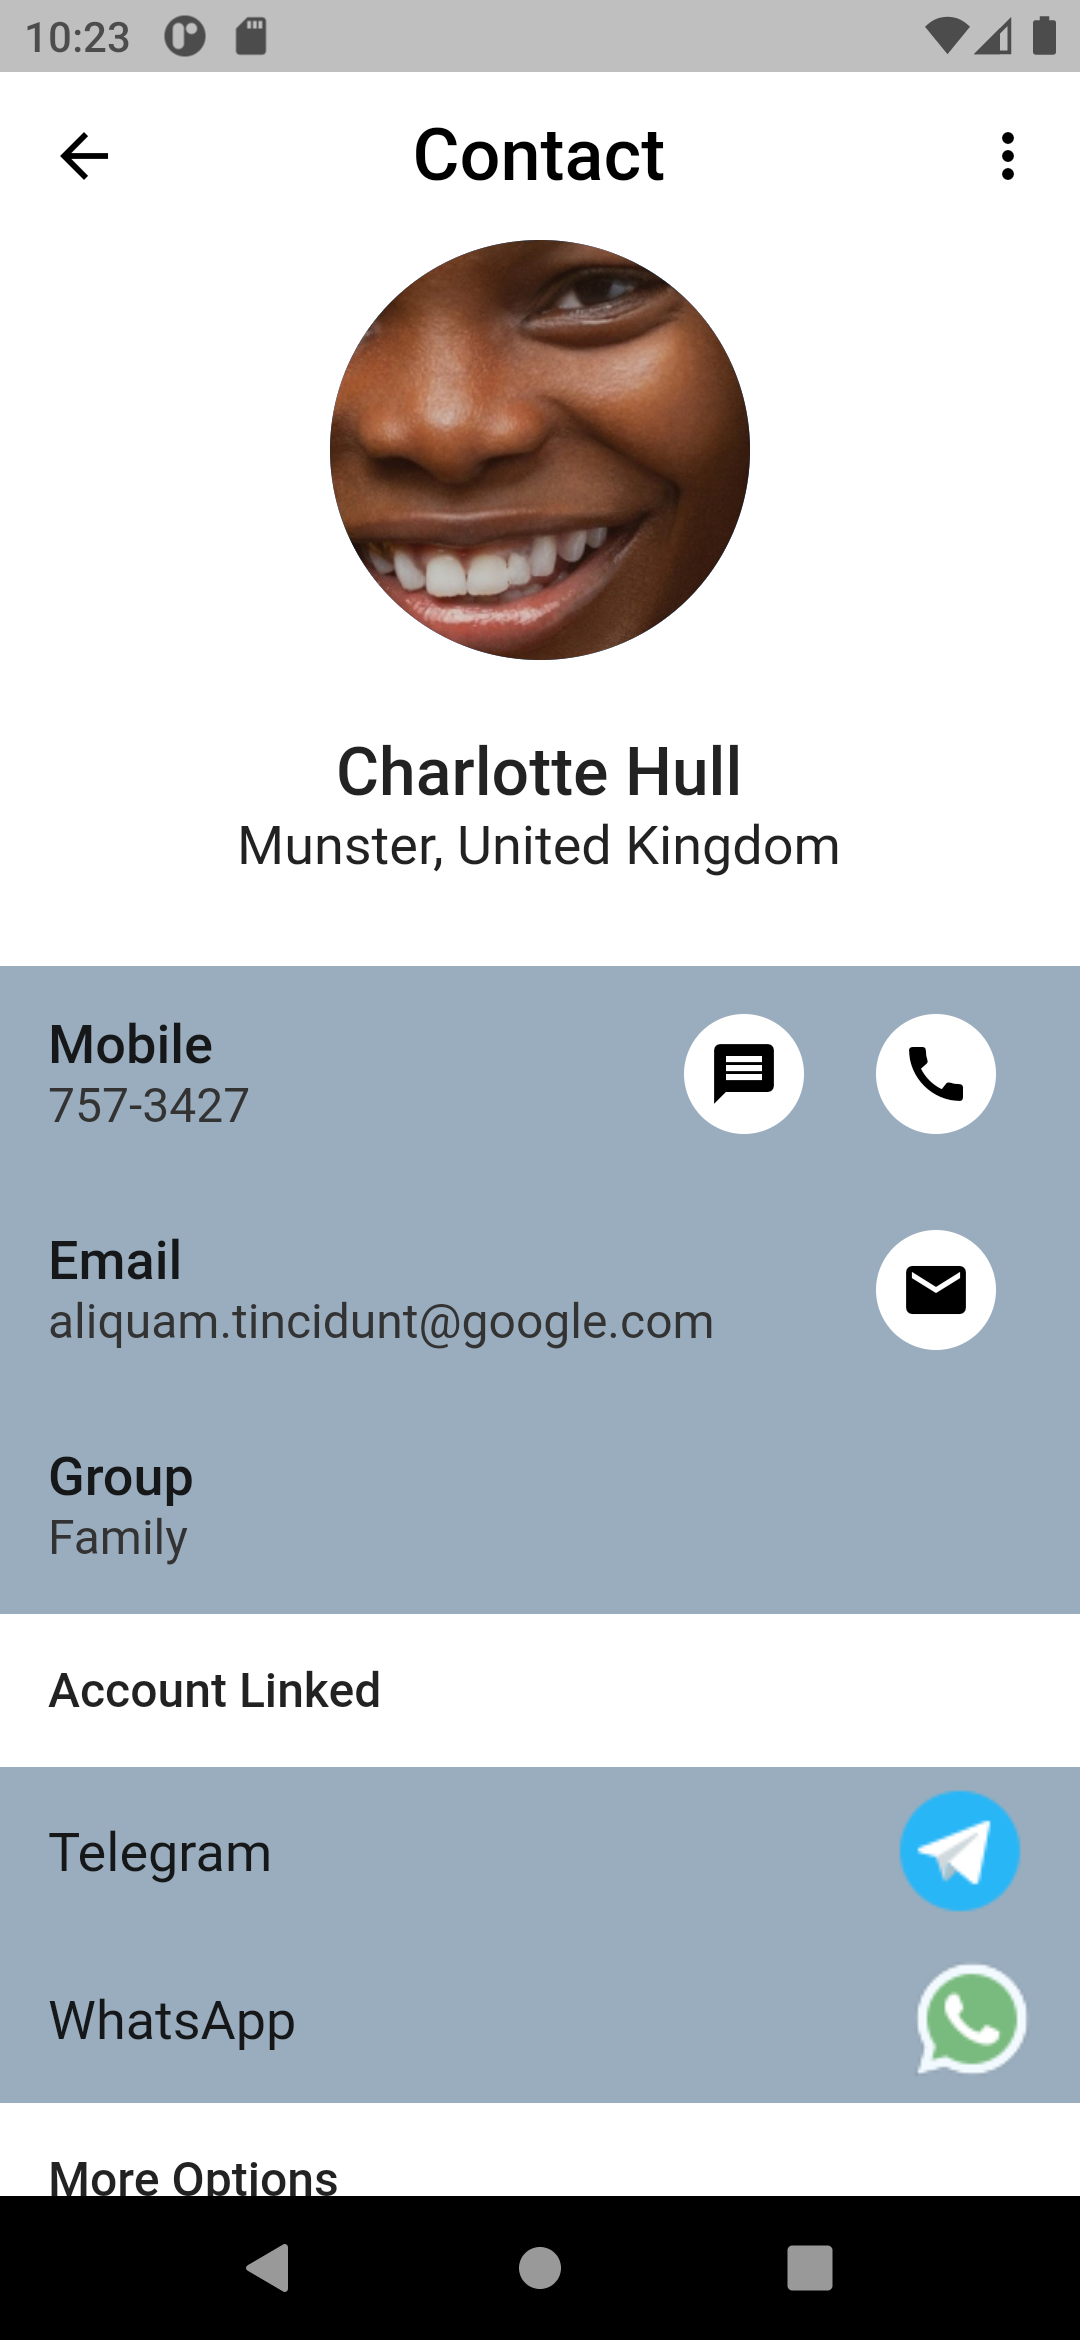 10:23
Contact
Charlotte Hull
Munster, United Kingdom
Mobile
757-3427
Email
aliquam.tincidunt@google.com
Group
Family
Account Linked
Telegram
WhatsApp
More Options